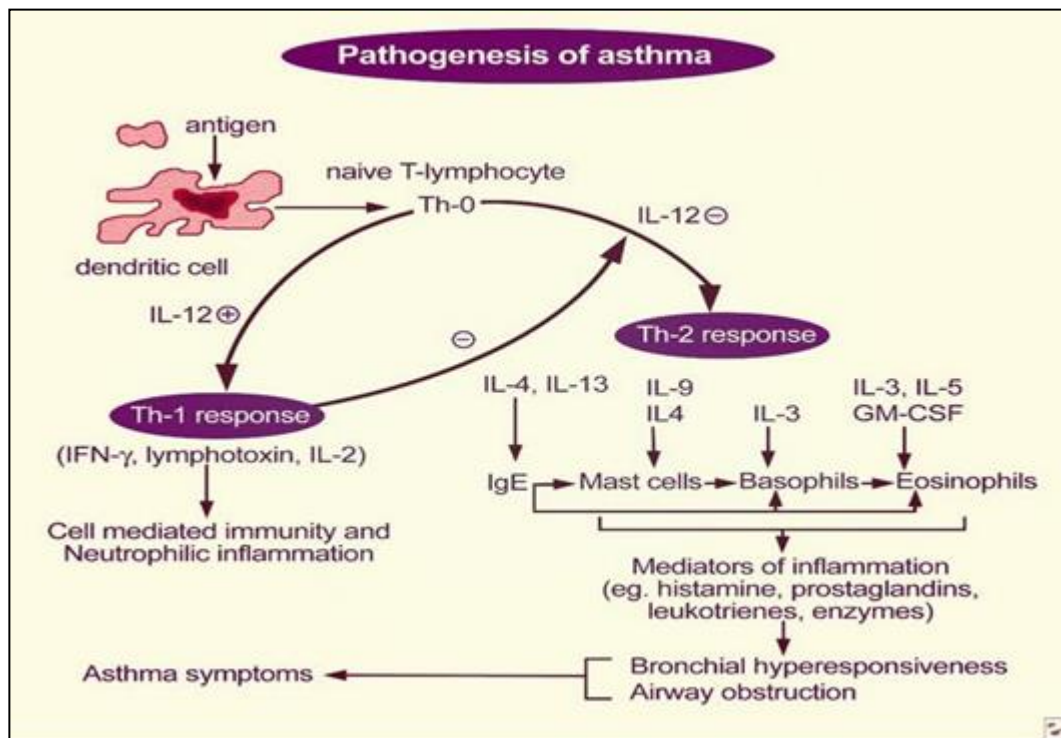 Pathogenesis of asthma
antigen
naive T-lymphocyte
Th-0
IL-12 ⊖
dendritic cell
IL-12 ⊕
⊖
Th-2 response
Th-1 response
(IFN-γ, lymphotoxin, IL-2)
IL-4, IL-13
IL-9
IL4
IL-3
IL-3, IL-5
GM-CSF
IgE
Mast cells
Basophils
Eosinophils
Cell mediated immunity and
Neutrophilic inflammation
Mediators of inflammation
(eg. histamine, prostaglandins,
leukotrienes, enzymes)
Bronchial hyperesponsiveness
Airway obstruction
Asthma symptoms